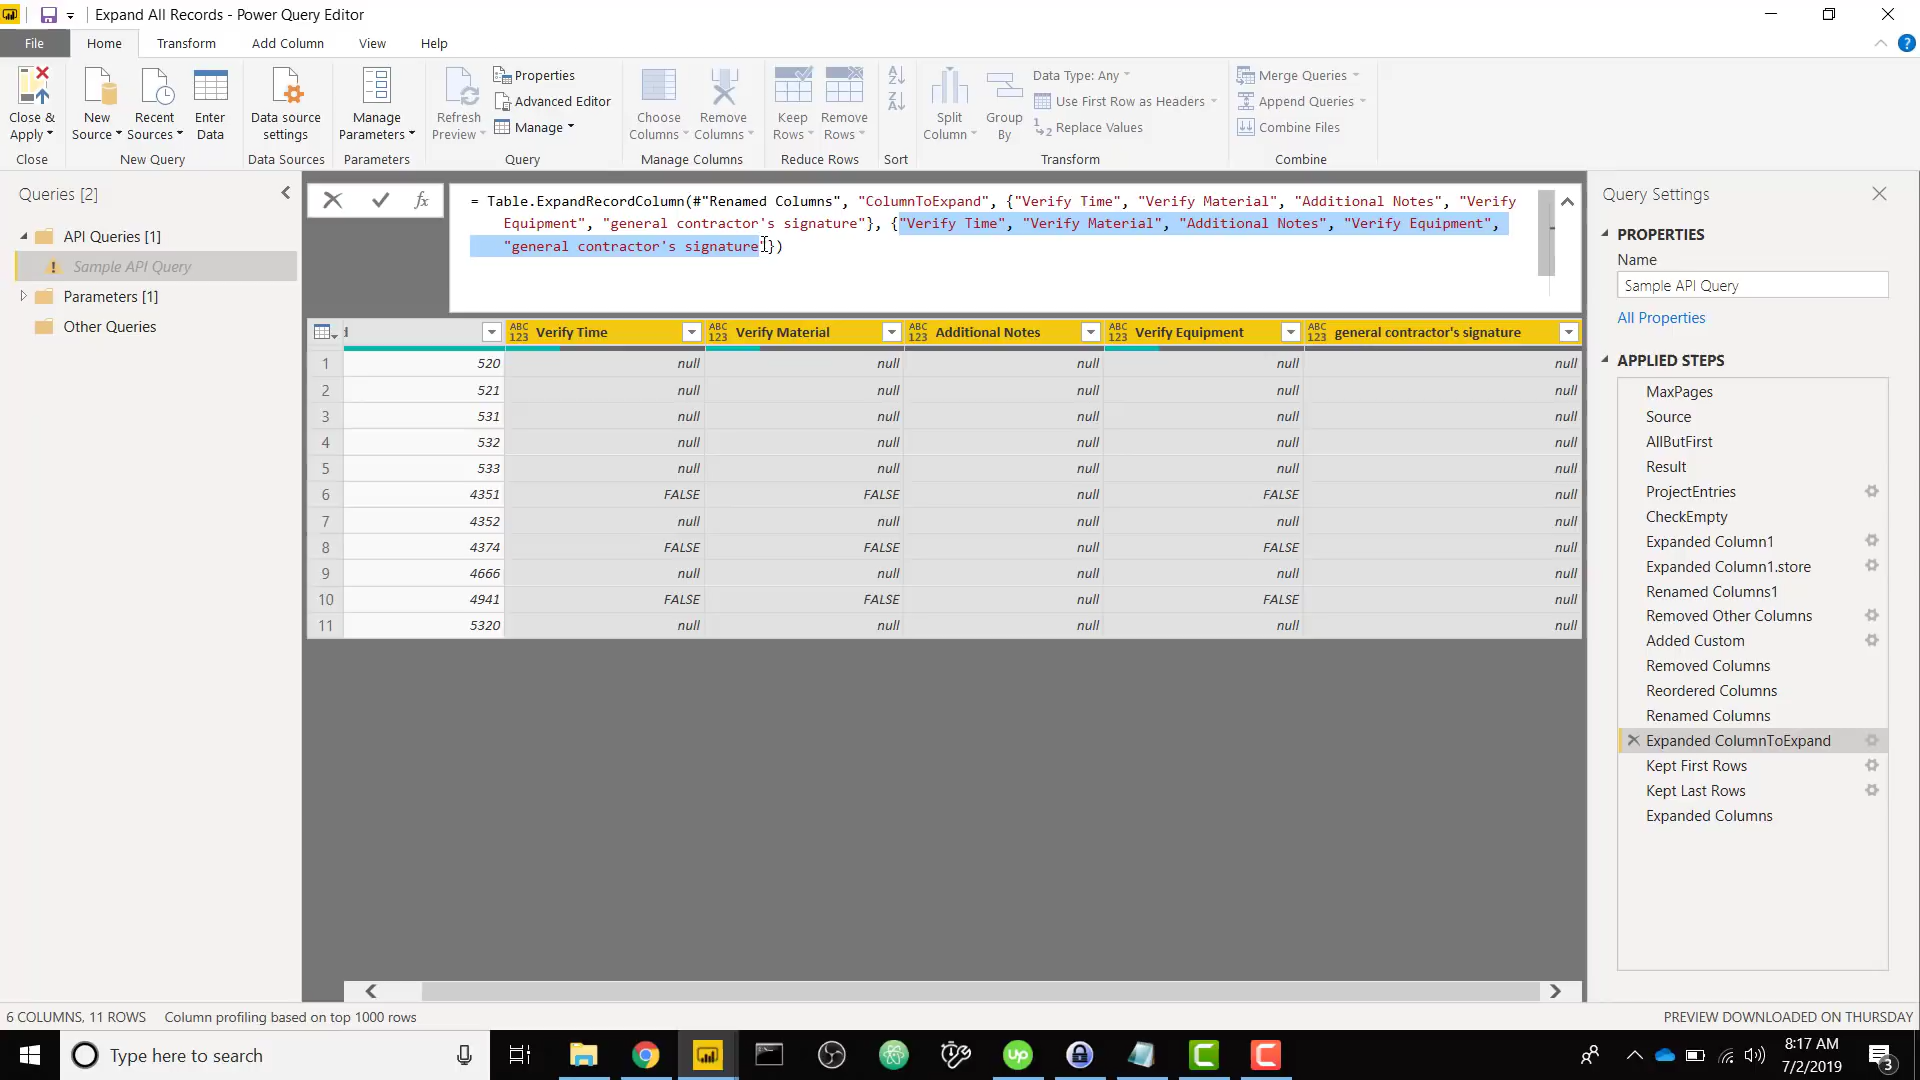 Expand All Records - Power Query Editor
File Home Transform Add Column View Help
Close & Apply
New Source
Recent Sources
Enter Data
Data source settings
Manage Parameters
Refresh Preview
Properties
Advanced Editor
Manage
Choose Columns
Remove Columns
Keep Rows
Remove Rows
Split Column
Group By
Data Type: Any
Use First Row as Headers
Replace Values
Merge Queries
Append Queries
Combine Files
Close New Query Data Sources Parameters Query Manage Columns Reduce Rows Sort Transform Combine
Queries [2]
API Queries [1]
Sample API Query
Parameters [1]
Other Queries
= Table.ExpandRecordColumn(#"Renamed Columns", "ColumnToExpand", {"Verify Time", "Verify Material", "Additional Notes", "Verify
Equipment", "general contractor's signature"}, {"Verify Time", "Verify Material", "Additional Notes", "Verify Equipment",
"general contractor's signature"})
d ABC 123 Verify Time ABC 123 Verify Material ABC 123 Additional Notes ABC 123 Verify Equipment ABC 123 general contractor's signature
1 520 null null null null null
2 521 null null null null null
3 531 null null null null null
4 532 null null null null null
5 533 null null null null null
6 4351 FALSE FALSE null FALSE null
7 4352 null null null null null
8 4374 FALSE FALSE null FALSE null
9 4666 null null null null null
10 4941 FALSE FALSE null FALSE null
11 5320 null null null null null
Query Settings
PROPERTIES
Name
Sample API Query
All Properties
APPLIED STEPS
MaxPages
Source
AllButFirst
Result
ProjectEntries
CheckEmpty
Expanded Column1
Expanded Column1.store
Renamed Columns1
Removed Other Columns
Added Custom
Removed Columns
Reordered Columns
Renamed Columns
Expanded ColumnToExpand
Kept First Rows
Kept Last Rows
Expanded Columns
6 COLUMNS, 11 ROWS Column profiling based on top 1000 rows PREVIEW DOWNLOADED ON THURSDAY
Type here to search
up
8:17 AM
7/2/2019
3